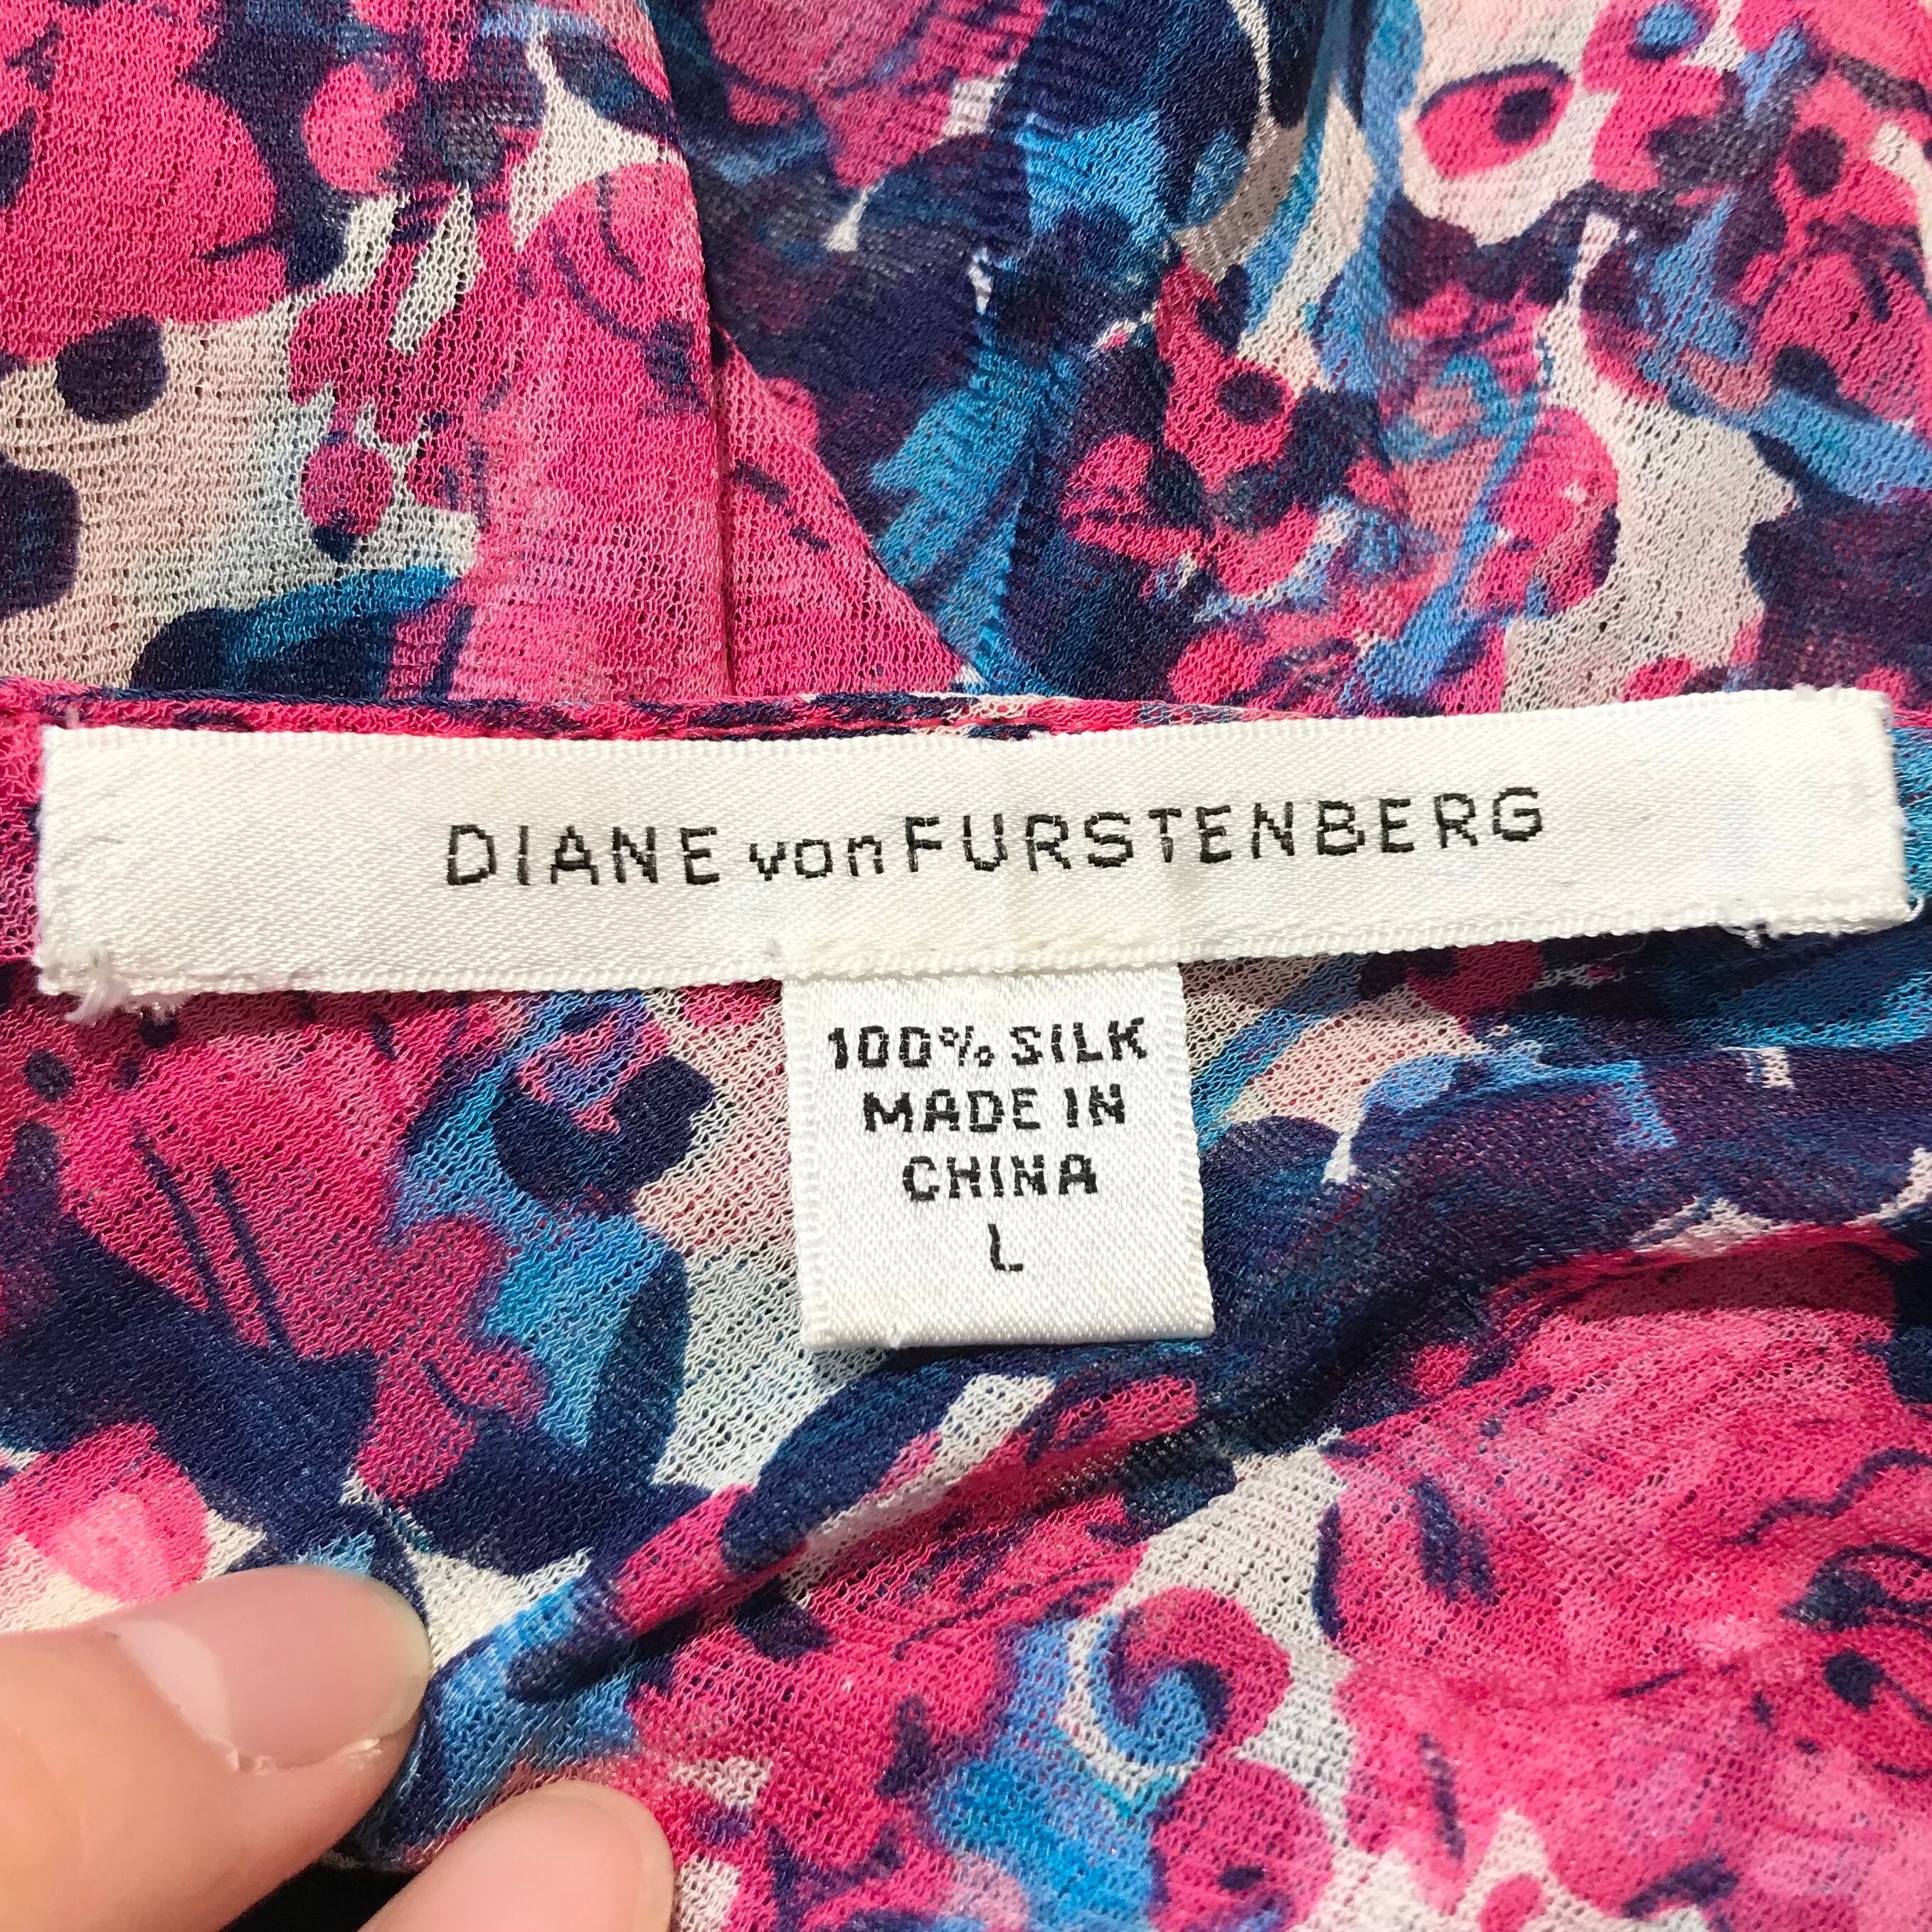 DIANE von FURSTENBERG
100% SILK
MADE IN
CHINA
L